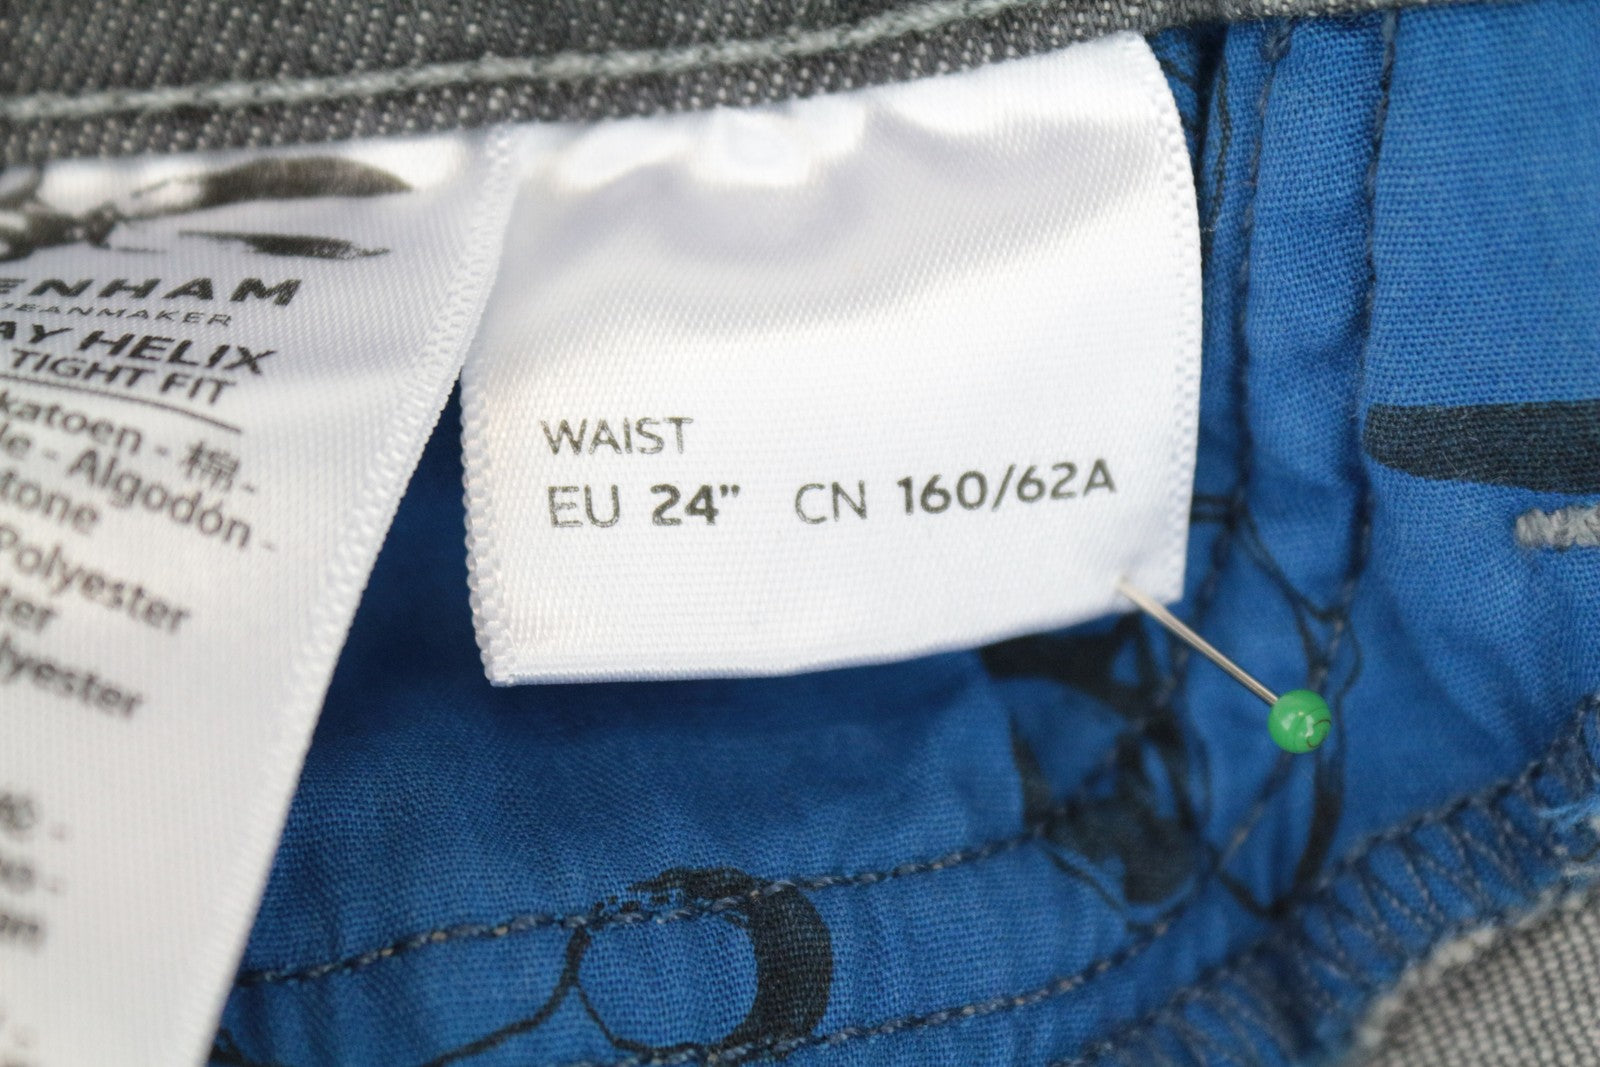 ENHAM
JEANMAKER
AY HELIX
TIGHT FIT
katoen - 棉 -
le - Algodón -
tone
Polyester
ter
lyester
WAIST
EU 24" CN 160/62A